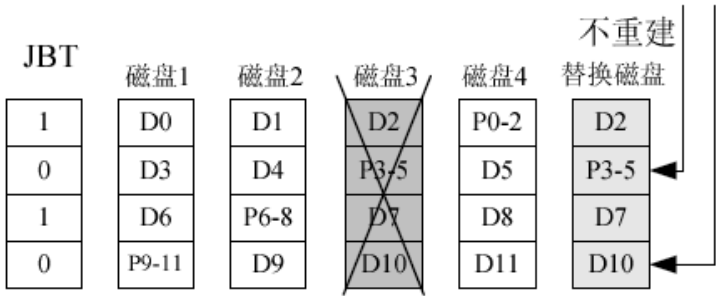 不重建
JBT 磁盘1 磁盘2 磁盘3 磁盘4 替换磁盘
1 D0 D1 D2 P0-2 D2
0 D3 D4 P3-5 D5 P3-5
1 D6 P6-8 D7 D8 D7
0 P9-11 D9 D10 D11 D10